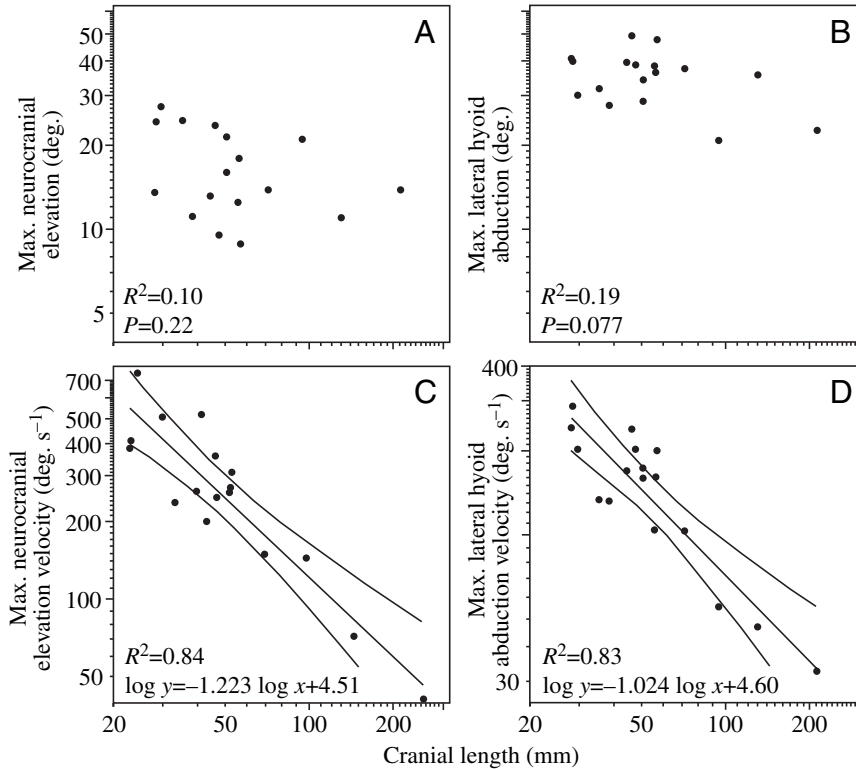 A
50
40
30
20
10
5
Max. neurocranial
elevation (deg.)
R²=0.10
P=0.22
B
50
40
30
20
10
5
Max. lateral hyoid
abduction (deg.)
R²=0.19
P=0.077
C
700
500
400
300
200
100
50
Max. neurocranial
elevation velocity (deg. s⁻¹)
R²=0.84
log y=–1.223 log x+4.51
20
50
100
200
D
400
30
Max. lateral hyoid
abduction velocity (deg. s⁻¹)
R²=0.83
log y=–1.024 log x+4.60
20
50
100
200
Cranial length (mm)